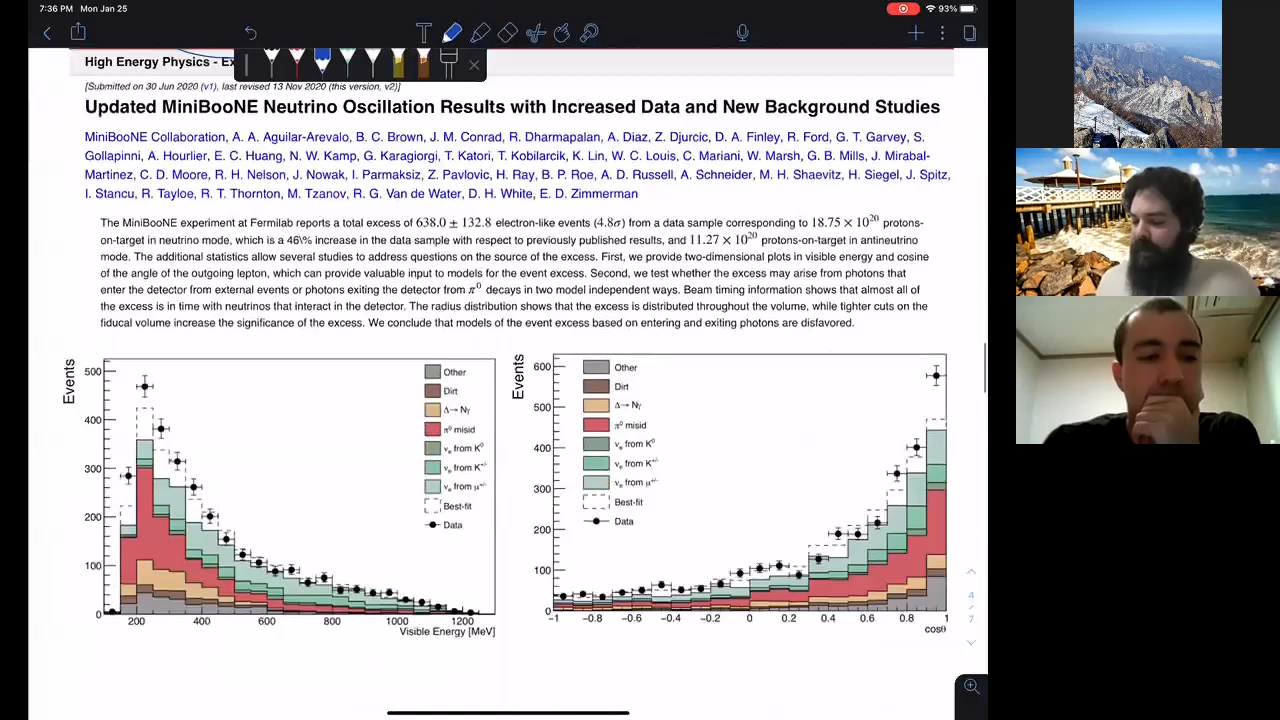 7:36 PM Mon Jan 25
93%
T
High Energy Physics - Ex
[Submitted on 30 Jun 2020 (v1), last revised 13 Nov 2020 (this version, v2)]
Updated MiniBooNE Neutrino Oscillation Results with Increased Data and New Background Studies
MiniBooNE Collaboration, A. A. Aguilar-Arevalo, B. C. Brown, J. M. Conrad, R. Dharmapalan, A. Diaz, Z. Djurcic, D. A. Finley, R. Ford, G. T. Garvey, S.
Gollapinni, A. Hourlier, E. C. Huang, N. W. Kamp, G. Karagiorgi, T. Katori, T. Kobilarcik, K. Lin, W. C. Louis, C. Mariani, W. Marsh, G. B. Mills, J. Mirabal-
Martinez, C. D. Moore, R. H. Nelson, J. Nowak, I. Parmaksiz, Z. Pavlovic, H. Ray, B. P. Roe, A. D. Russell, A. Schneider, M. H. Shaevitz, H. Siegel, J. Spitz,
I. Stancu, R. Tayloe, R. T. Thornton, M. Tzanov, R. G. Van de Water, D. H. White, E. D. Zimmerman
The MiniBooNE experiment at Fermilab reports a total excess of 638.0 ± 132.8 electron-like events (4.8σ) from a data sample corresponding to 18.75 × 10²⁰ protons-
on-target in neutrino mode, which is a 46\% increase in the data sample with respect to previously published results, and 11.27 × 10²⁰ protons-on-target in antineutrino
mode. The additional statistics allow several studies to address questions on the source of the excess. First, we provide two-dimensional plots in visible energy and cosine
of the angle of the outgoing lepton, which can provide valuable input to models for the event excess. Second, we test whether the excess may arise from photons that
enter the detector from external events or photons exiting the detector from π⁰ decays in two model independent ways. Beam timing information shows that almost all of
the excess is in time with neutrinos that interact in the detector. The radius distribution shows that the excess is distributed throughout the volume, while tighter cuts on
the fiducal volume increase the significance of the excess. We conclude that models of the event excess based on entering and exiting photons are disfavored.
Events
500
400
300
200
100
0
200 400 600 800 1000 1200
Visible Energy [MeV]
Other
Dirt
Δ→ Nγ
π⁰ misid
νₑ from K⁰
νₑ from K⁺/⁻
νₑ from μ⁺/⁻
Best-fit
Data
Events
600
500
400
300
200
100
0
−1 −0.8 −0.6 −0.4 −0.2 0 0.2 0.4 0.6 0.8 1
cosθ
Other
Dirt
Δ→ Nγ
π⁰ misid
νₑ from K⁰
νₑ from K⁺/⁻
νₑ from μ⁺/⁻
Best-fit
Data
4
/
7